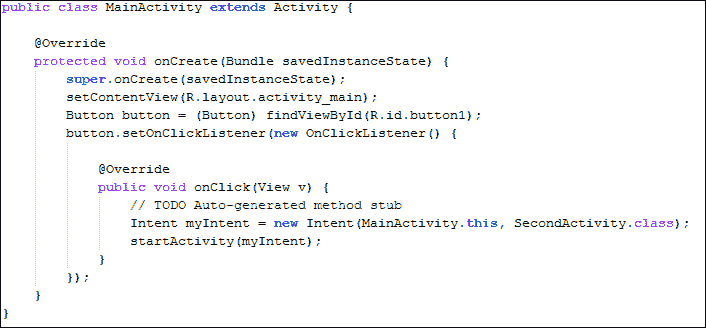 public class MainActivity extends Activity {
@Override
protected void onCreate(Bundle savedInstanceState) {
super.onCreate(savedInstanceState);
setContentView(R.layout.activity_main);
Button button = (Button) findViewById(R.id.button1);
button.setOnClickListener(new OnClickListener() {
@Override
public void onClick(View v) {
// TODO Auto-generated method stub
Intent myIntent = new Intent(MainActivity.this, SecondActivity.class);
startActivity(myIntent);
}
});
}
}